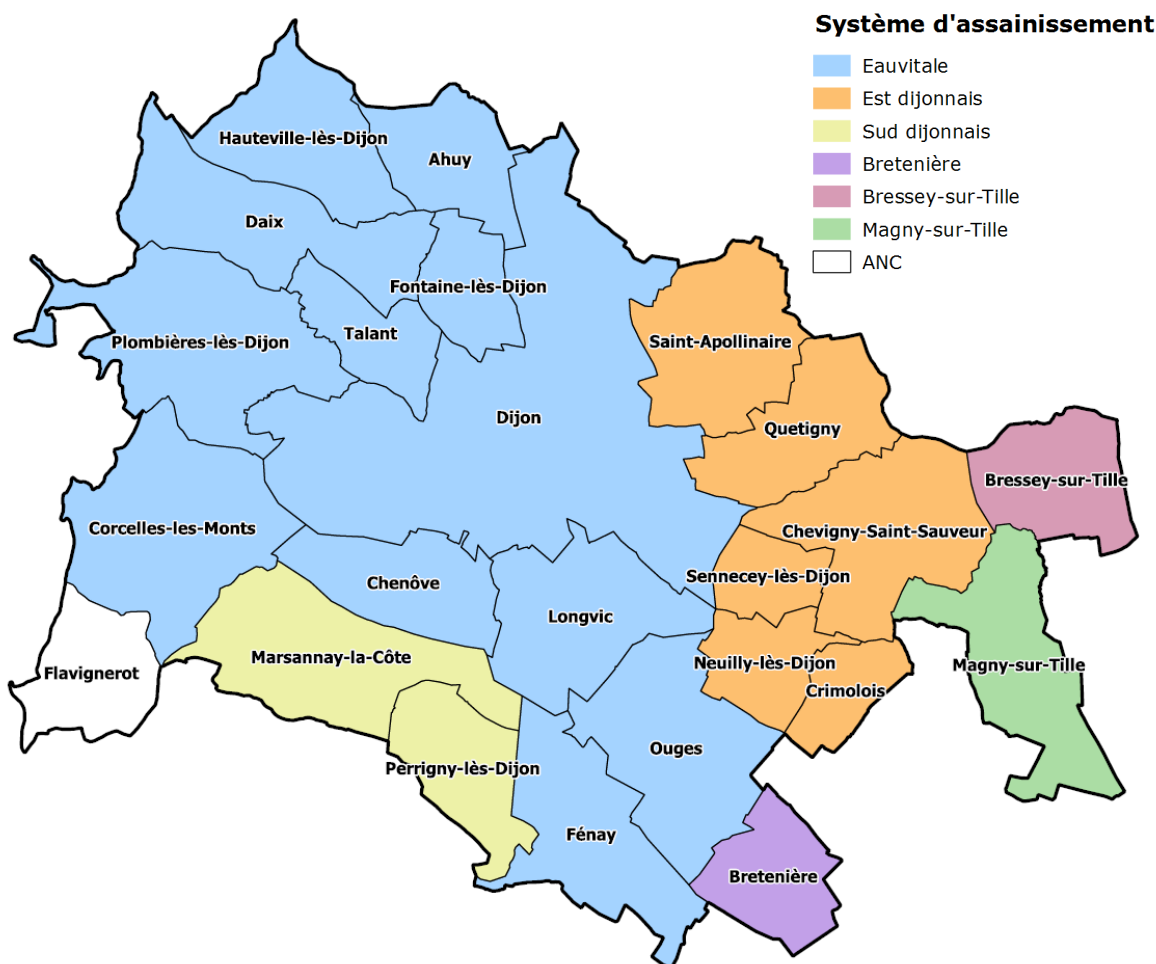 Système d'assainissement
Eauvitale
Est dijonnais
Sud dijonnais
Bretenière
Bressey-sur-Tille
Magny-sur-Tille
ANC
Hauteville-lès-Dijon
Ahuy
Daix
Fontaine-lès-Dijon
Talant
Plombières-lès-Dijon
Saint-Apollinaire
Dijon
Quetigny
Bressey-sur-Tille
Corcelles-les-Monts
Chevigny-Saint-Sauveur
Chenôve
Sennecey-lès-Dijon
Longvic
Marsannay-la-Côte
Neuilly-lès-Dijon
Magny-sur-Tille
Flavignerot
Crimolois
Ouges
Perrigny-lès-Dijon
Fénay
Bretenière